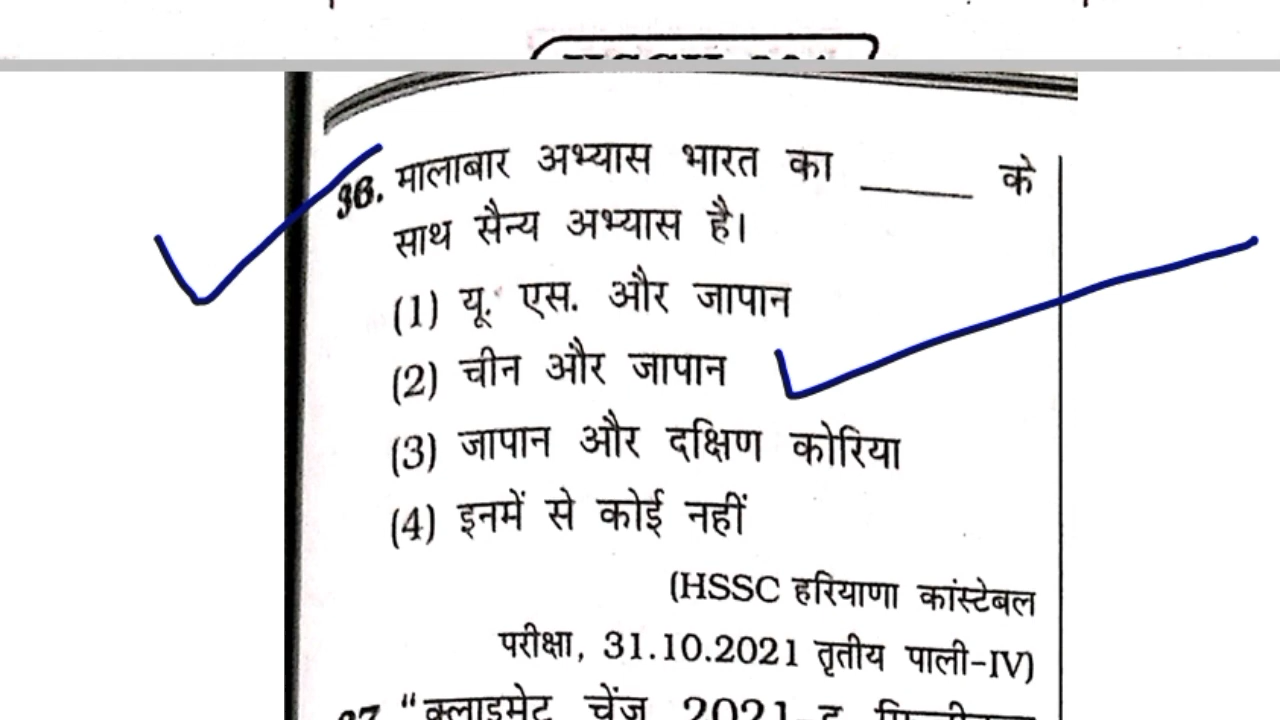 36. मालाबार अभ्यास भारत का _____ के
साथ सैन्य अभ्यास है।
(1) यू. एस. और जापान
(2) चीन और जापान
(3) जापान और दक्षिण कोरिया
(4) इनमें से कोई नहीं
(HSSC हरियाणा कांस्टेबल
परीक्षा, 31.10.2021 तृतीय पाली-IV)
37. "क्लाइमेट चेंज 2021-द